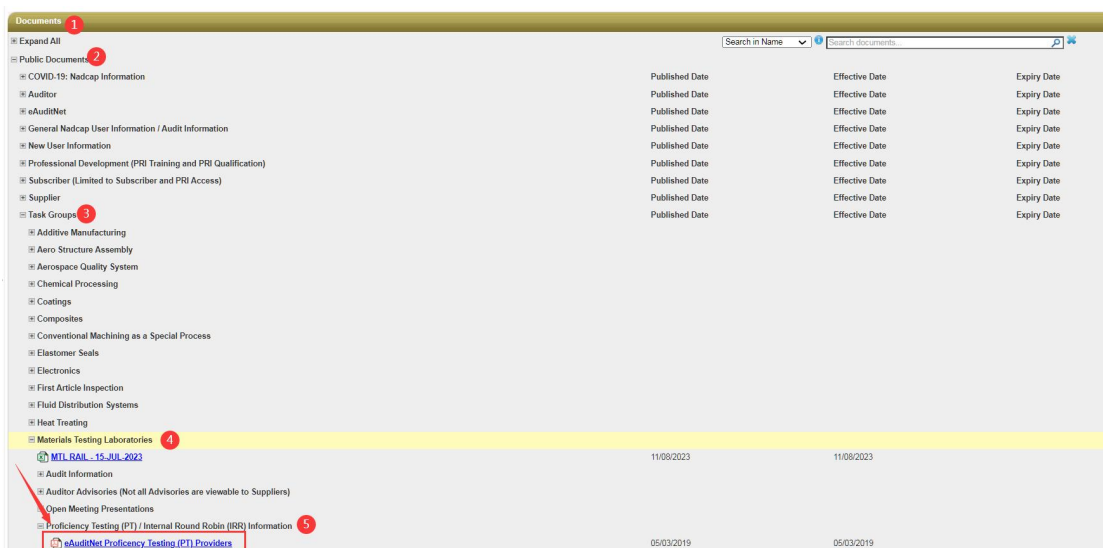 Documents 1
Expand All Search in Name Search documents...
Public Documents 2
COVID-19: Nadcap Information Published Date Effective Date Expiry Date
Auditor Published Date Effective Date Expiry Date
eAuditNet Published Date Effective Date Expiry Date
General Nadcap User Information / Audit Information Published Date Effective Date Expiry Date
New User Information Published Date Effective Date Expiry Date
Professional Development (PRI Training and PRI Qualification) Published Date Effective Date Expiry Date
Subscriber (Limited to Subscriber and PRI Access) Published Date Effective Date Expiry Date
Supplier Published Date Effective Date Expiry Date
Task Groups 3 Published Date Effective Date Expiry Date
Additive Manufacturing
Aero Structure Assembly
Aerospace Quality System
Chemical Processing
Coatings
Composites
Conventional Machining as a Special Process
Elastomer Seals
Electronics
First Article Inspection
Fluid Distribution Systems
Heat Treating
Materials Testing Laboratories 4
MTL RAIL - 15-JUL-2023 11/08/2023 11/08/2023
Audit Information
Auditor Advisories (Not all Advisories are viewable to Suppliers)
Open Meeting Presentations
Proficiency Testing (PT) / Internal Round Robin (IRR) Information 5
eAuditNet Proficency Testing (PT) Providers 05/03/2019 05/03/2019